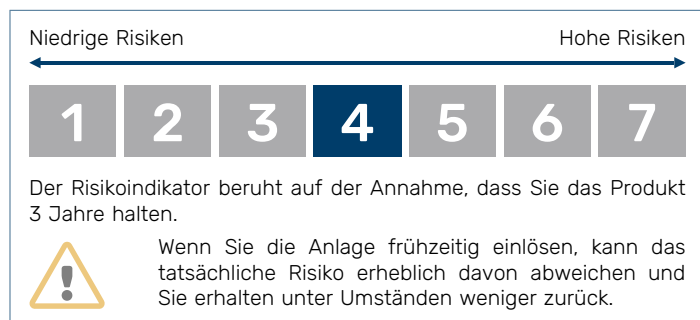 Niedrige Risiken Hohe Risiken
1 2 3 4 5 6 7
Der Risikoindikator beruht auf der Annahme, dass Sie das Produkt
3 Jahre halten.
Wenn Sie die Anlage frühzeitig einlösen, kann das
tatsächliche Risiko erheblich davon abweichen und
Sie erhalten unter Umständen weniger zurück.